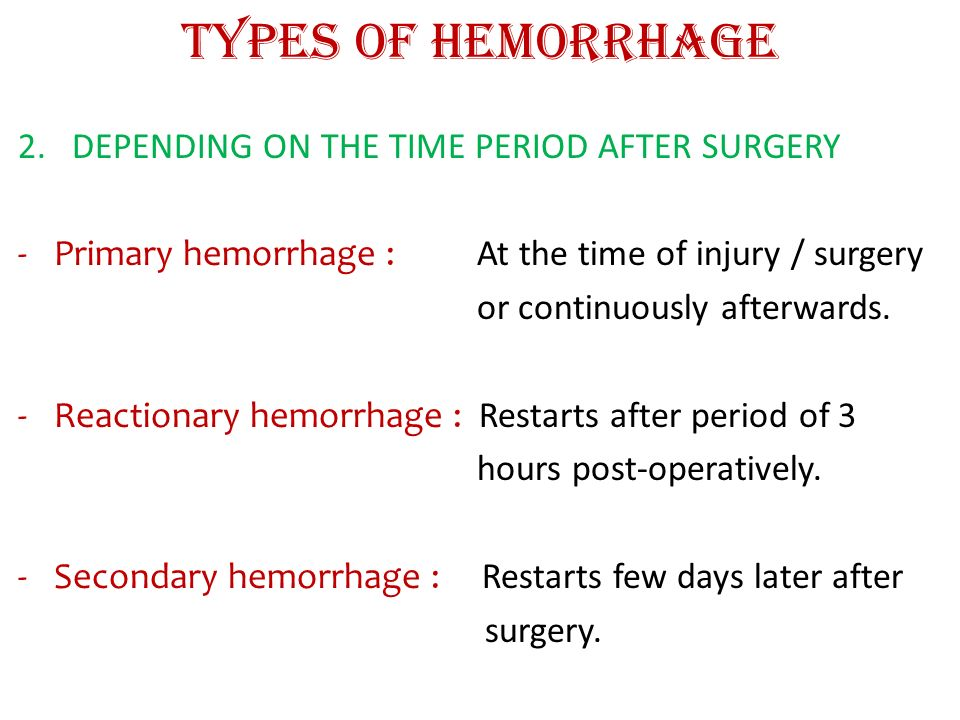 TYPES OF HEMORRHAGE
2. DEPENDING ON THE TIME PERIOD AFTER SURGERY
- Primary hemorrhage : At the time of injury / surgery
or continuously afterwards.
- Reactionary hemorrhage : Restarts after period of 3
hours post-operatively.
- Secondary hemorrhage : Restarts few days later after
surgery.